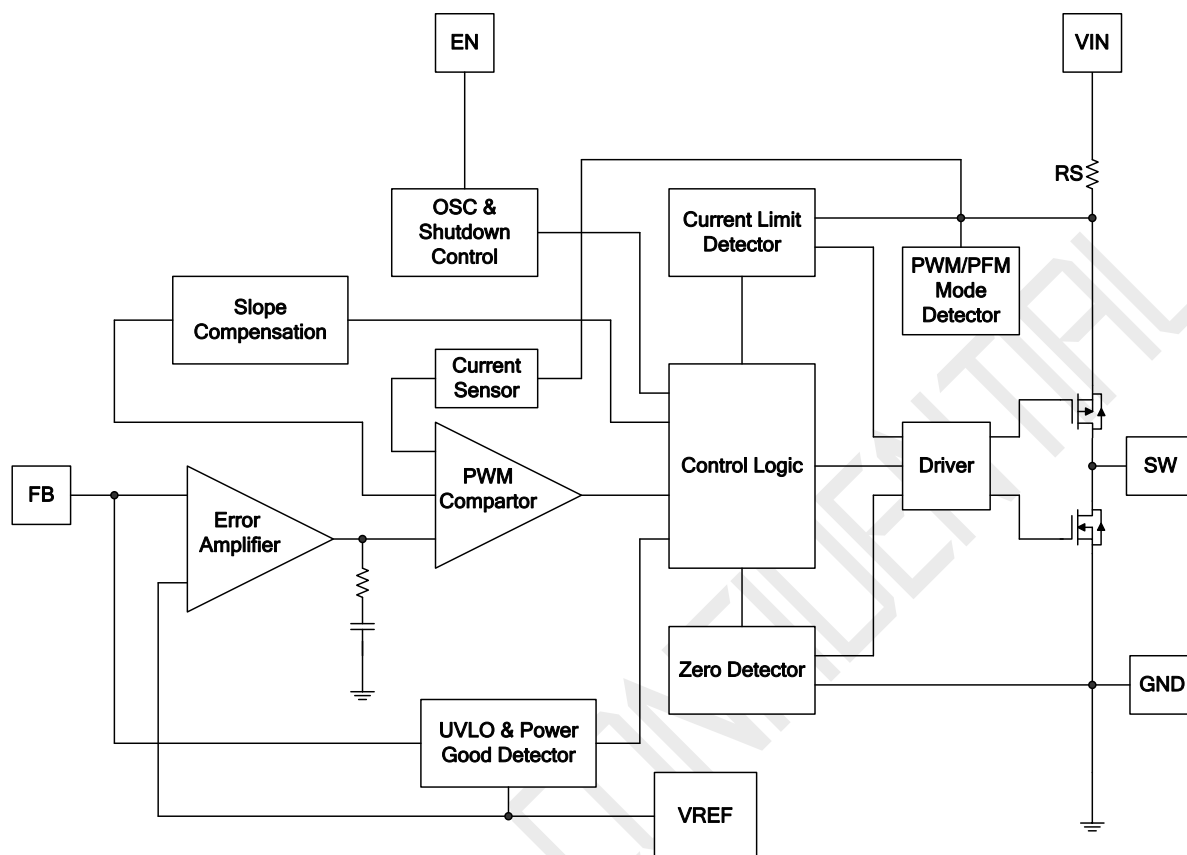 EN
VIN
RS
OSC &
Shutdown
Control
Current Limit
Detector
PWM/PFM
Mode
Detector
Slope
Compensation
Current
Sensor
PWM
Compartor
Control Logic
Driver
SW
FB
Error
Amplifier
Zero Detector
GND
UVLO & Power
Good Detector
VREF
CONFIDENTIAL